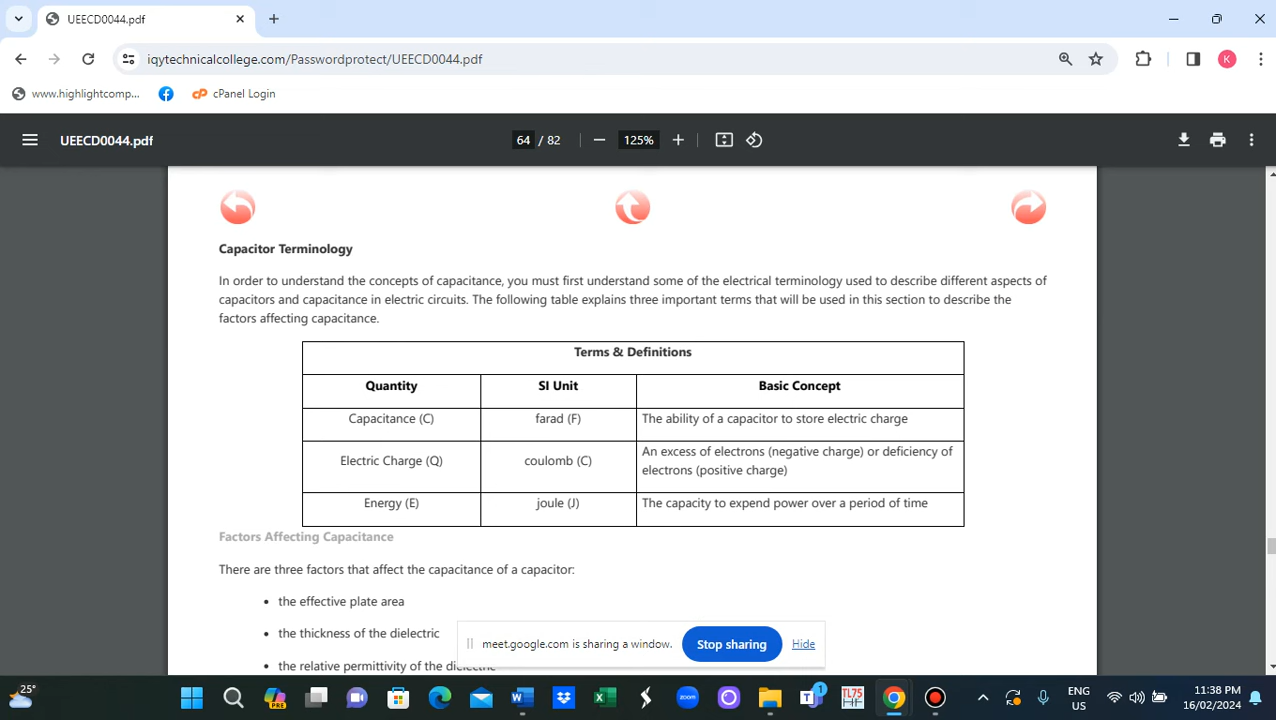 UEECD0044.pdf
iqytechnicalcollege.com/Passwordprotect/UEECD0044.pdf
K
www.highlightcomp...
cP cPanel Login
UEECD0044.pdf
64 / 82
125%
Capacitor Terminology
In order to understand the concepts of capacitance, you must first understand some of the electrical terminology used to describe different aspects of
capacitors and capacitance in electric circuits. The following table explains three important terms that will be used in this section to describe the
factors affecting capacitance.
Terms & Definitions
Quantity SI Unit Basic Concept
Capacitance (C) farad (F) The ability of a capacitor to store electric charge
Electric Charge (Q) coulomb (C) An excess of electrons (negative charge) or deficiency of
electrons (positive charge)
Energy (E) joule (J) The capacity to expend power over a period of time
Factors Affecting Capacitance
There are three factors that affect the capacitance of a capacitor:
• the effective plate area
• the thickness of the dielectric
• the relative permittivity of the dielectric
meet.google.com is sharing a window.
Stop sharing
Hide
25°
PRE
W
X
zoom
T 1
TL75
ENG
US
11:38 PM
16/02/2024